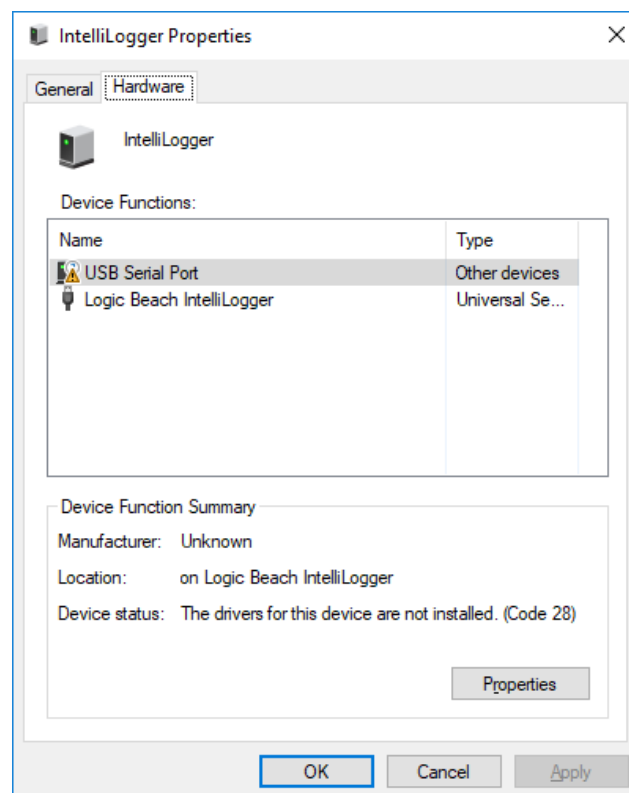 IntelliLogger Properties
General Hardware
IntelliLogger
Device Functions:
Name Type
USB Serial Port Other devices
Logic Beach IntelliLogger Universal Se...
Device Function Summary
Manufacturer: Unknown
Location: on Logic Beach IntelliLogger
Device status: The drivers for this device are not installed. (Code 28)
Properties
OK Cancel Apply